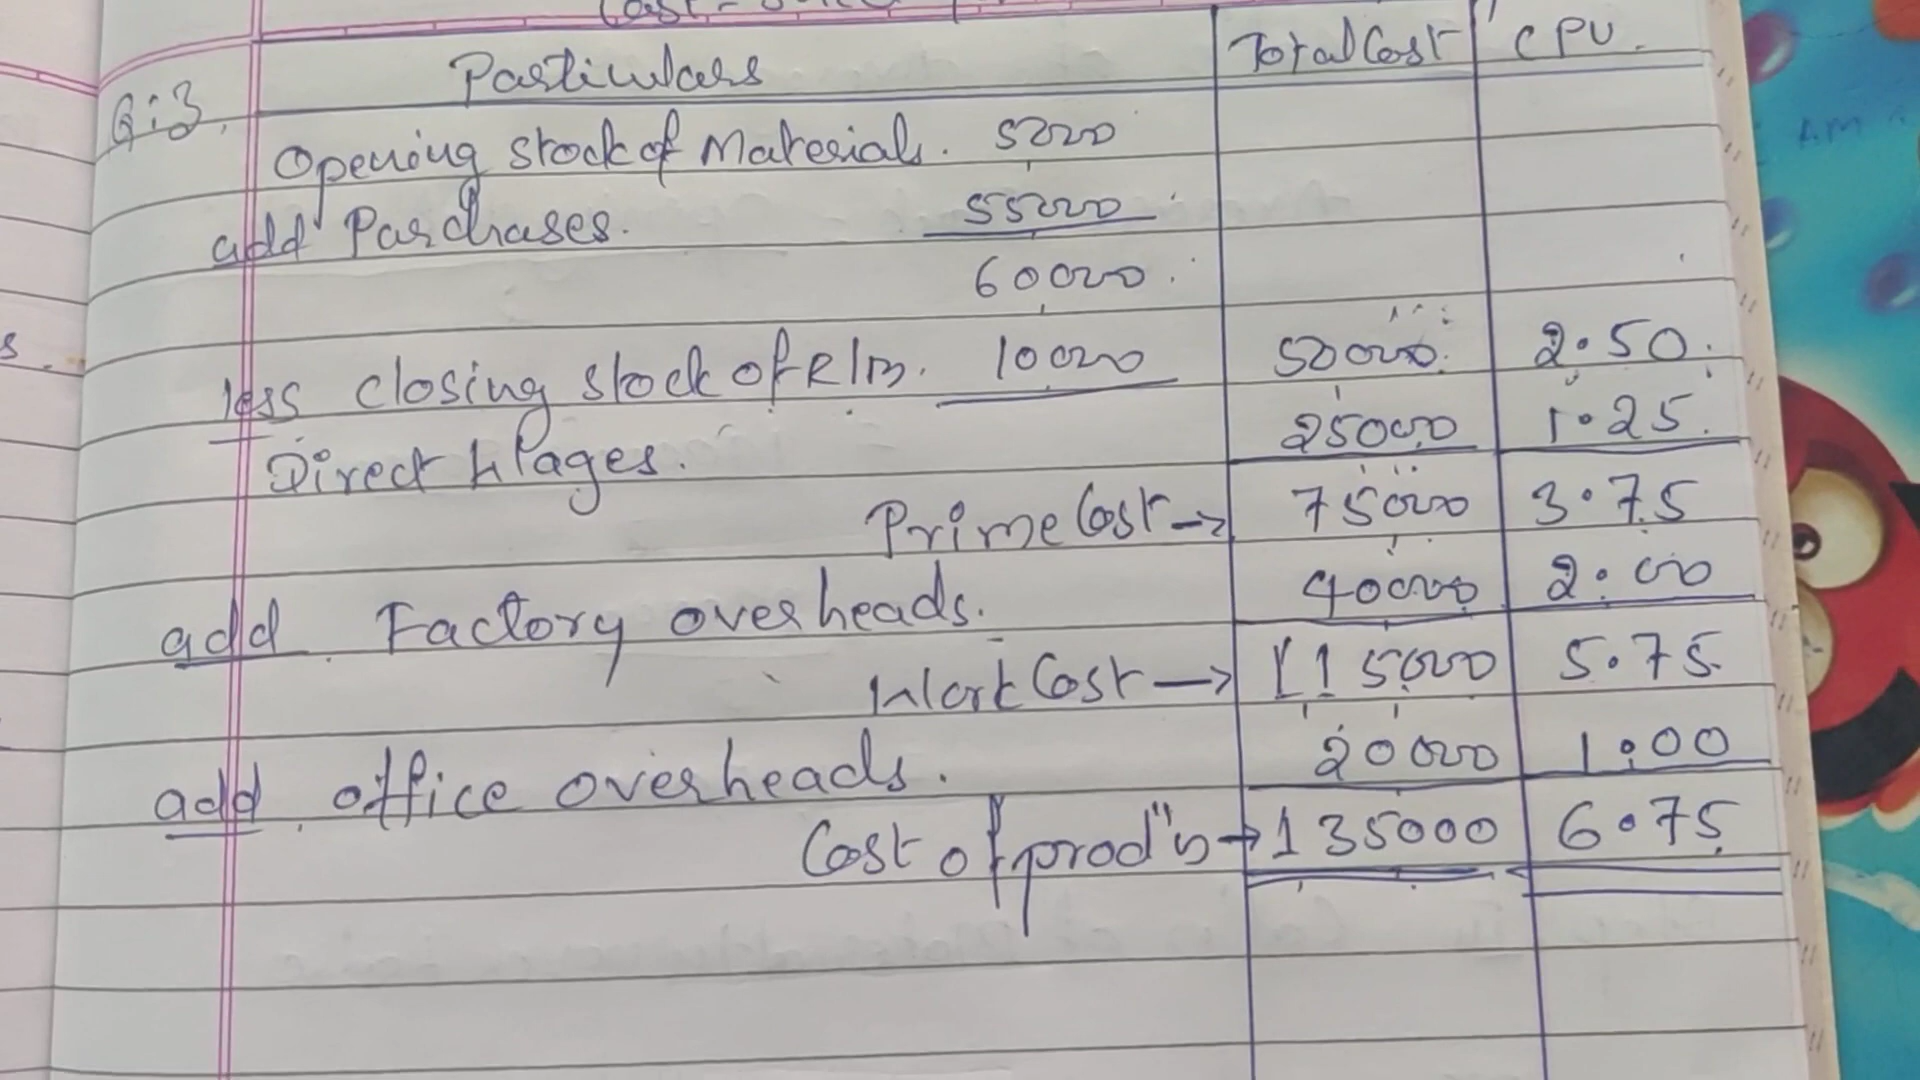 Particulars Total Cost CPU.
Q:3.
Opening stock of Materials. 5000
add Purchases. 55000
60000
less closing stock of R/m. 10000 50000 2.50
Direct Wages. 25000 1.25
Prime Cost → 75000 3.75
add Factory overheads. 40000 2.00
Work Cost → 115000 5.75
add office overheads. 20000 1.00
Cost of prod"n → 135000 6.75